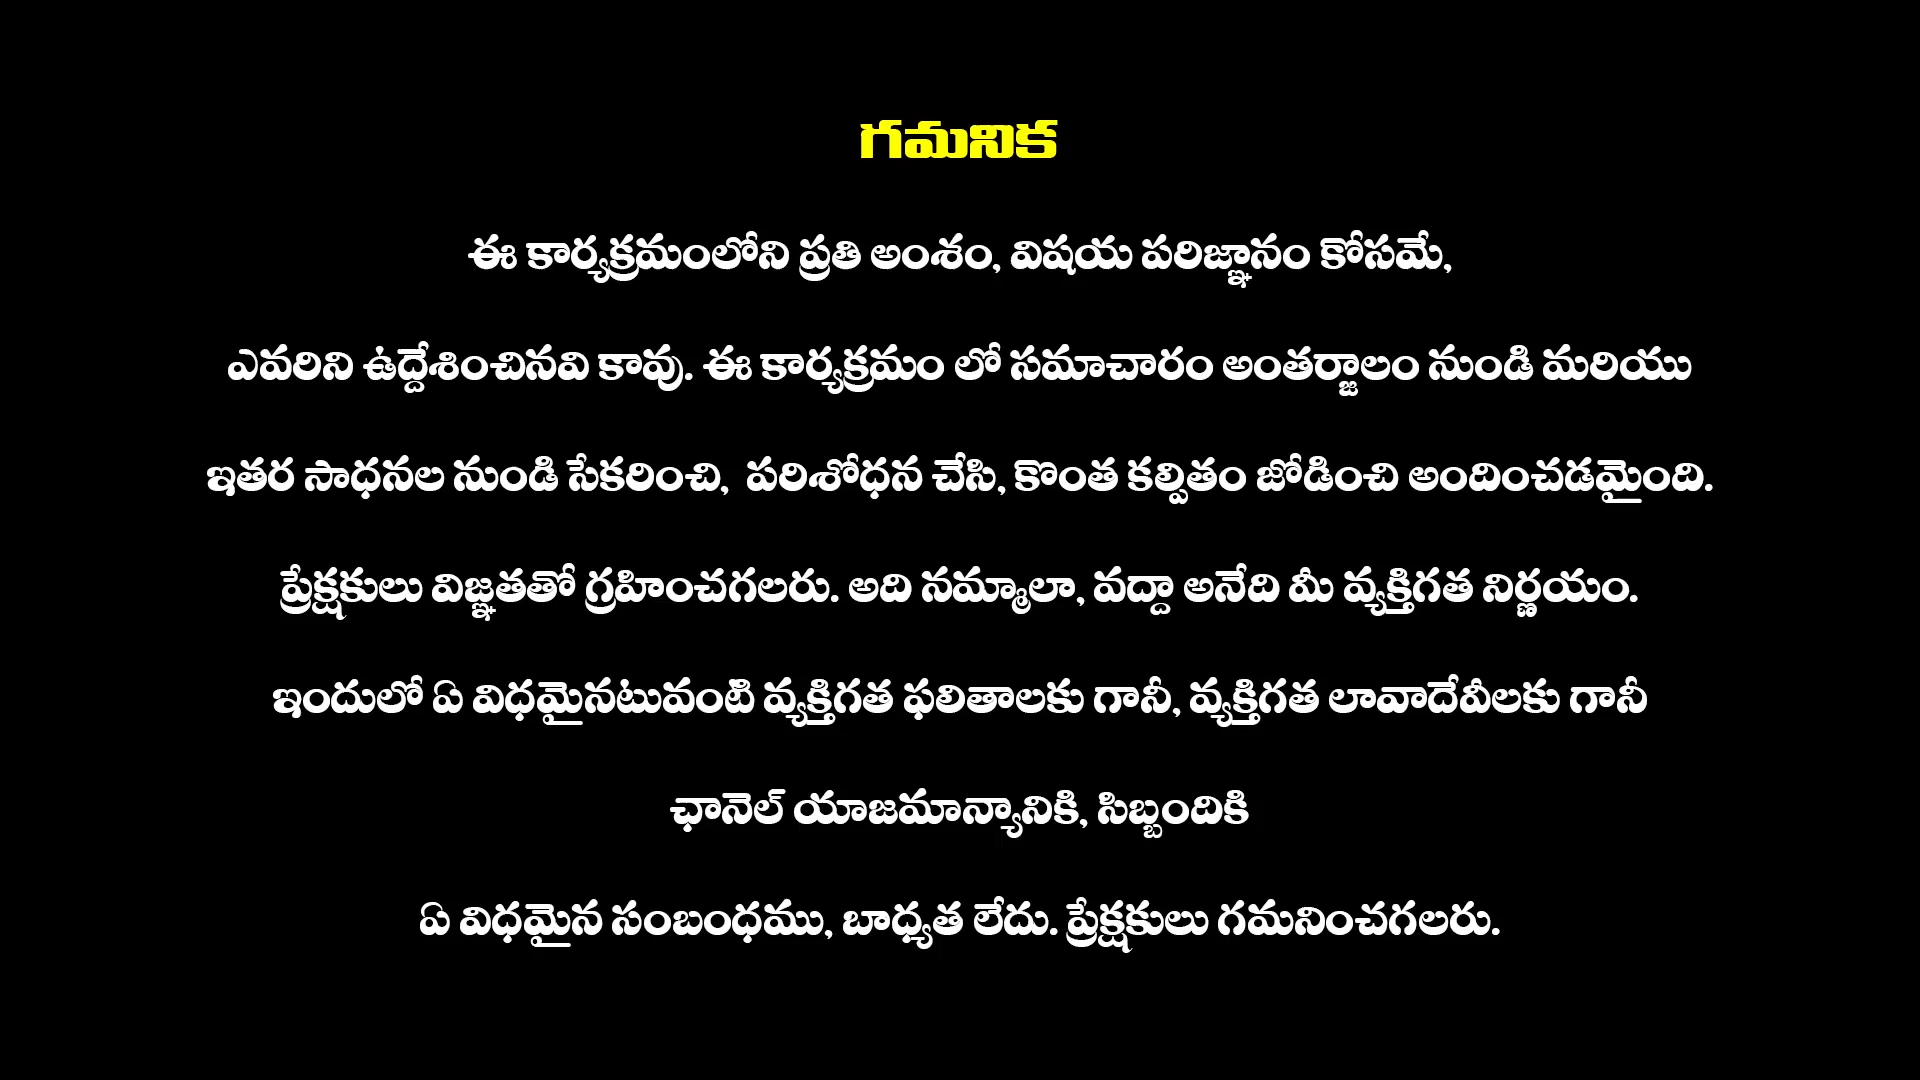 గమనిక
ఈ కార్యక్రమంలోని ప్రతి అంశం, విషయ పరిజ్ఞానం కోసమే,
ఎవరిని ఉద్దేశించినవి కావు. ఈ కార్యక్రమం లో సమాచారం అంతర్జాలం నుండి మరియు
ఇతర సాధనల నుండి సేకరించి, పరిశోధన చేసి, కొంత కల్పితం జోడించి అందించడమైంది.
ప్రేక్షకులు విజ్ఞతతో గ్రహించగలరు. అది నమ్మాలా, వద్దా అనేది మీ వ్యక్తిగత నిర్ణయం.
ఇందులో ఏ విధమైనటువంటి వ్యక్తిగత ఫలితాలకు గానీ, వ్యక్తిగత లావాదేవీలకు గానీ
ఛానెల్ యాజమాన్యానికి, సిబ్బందికి
ఏ విధమైన సంబంధము, బాధ్యత లేదు. ప్రేక్షకులు గమనించగలరు.